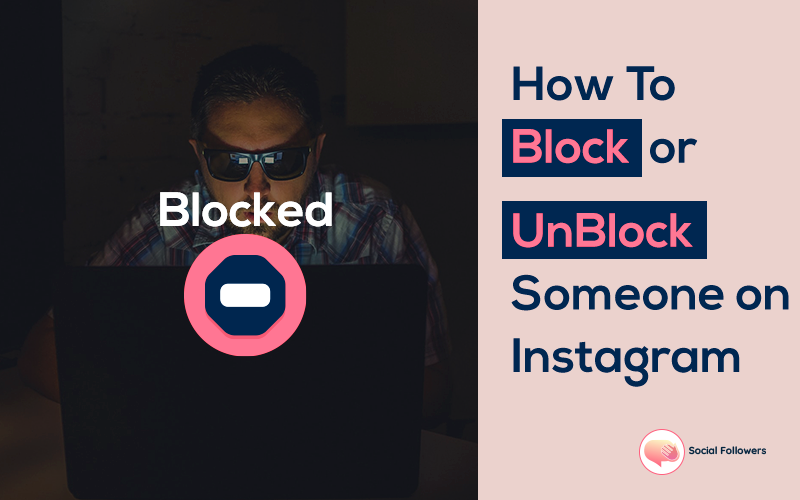 Blocked
How To
Block or
UnBlock
Someone on
Instagram
Social Followers